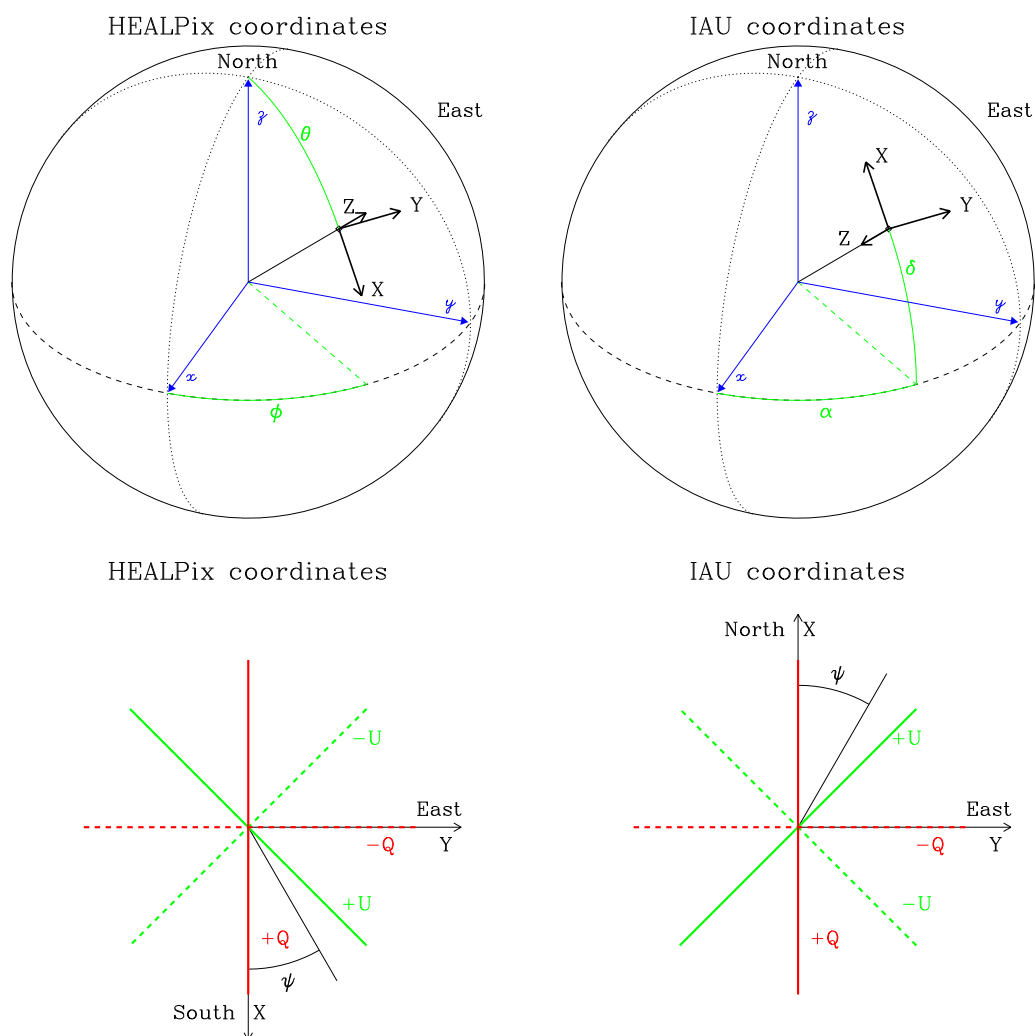 HEALPix coordinates
North
East
z
θ
Z
Y
X
y
x
ϕ
IAU coordinates
North
East
z
X
Y
Z
δ
y
x
α
HEALPix coordinates
−U
East
−Q
Y
+U
+Q
ψ
South X
IAU coordinates
North X
ψ
+U
East
−Q
Y
−U
+Q